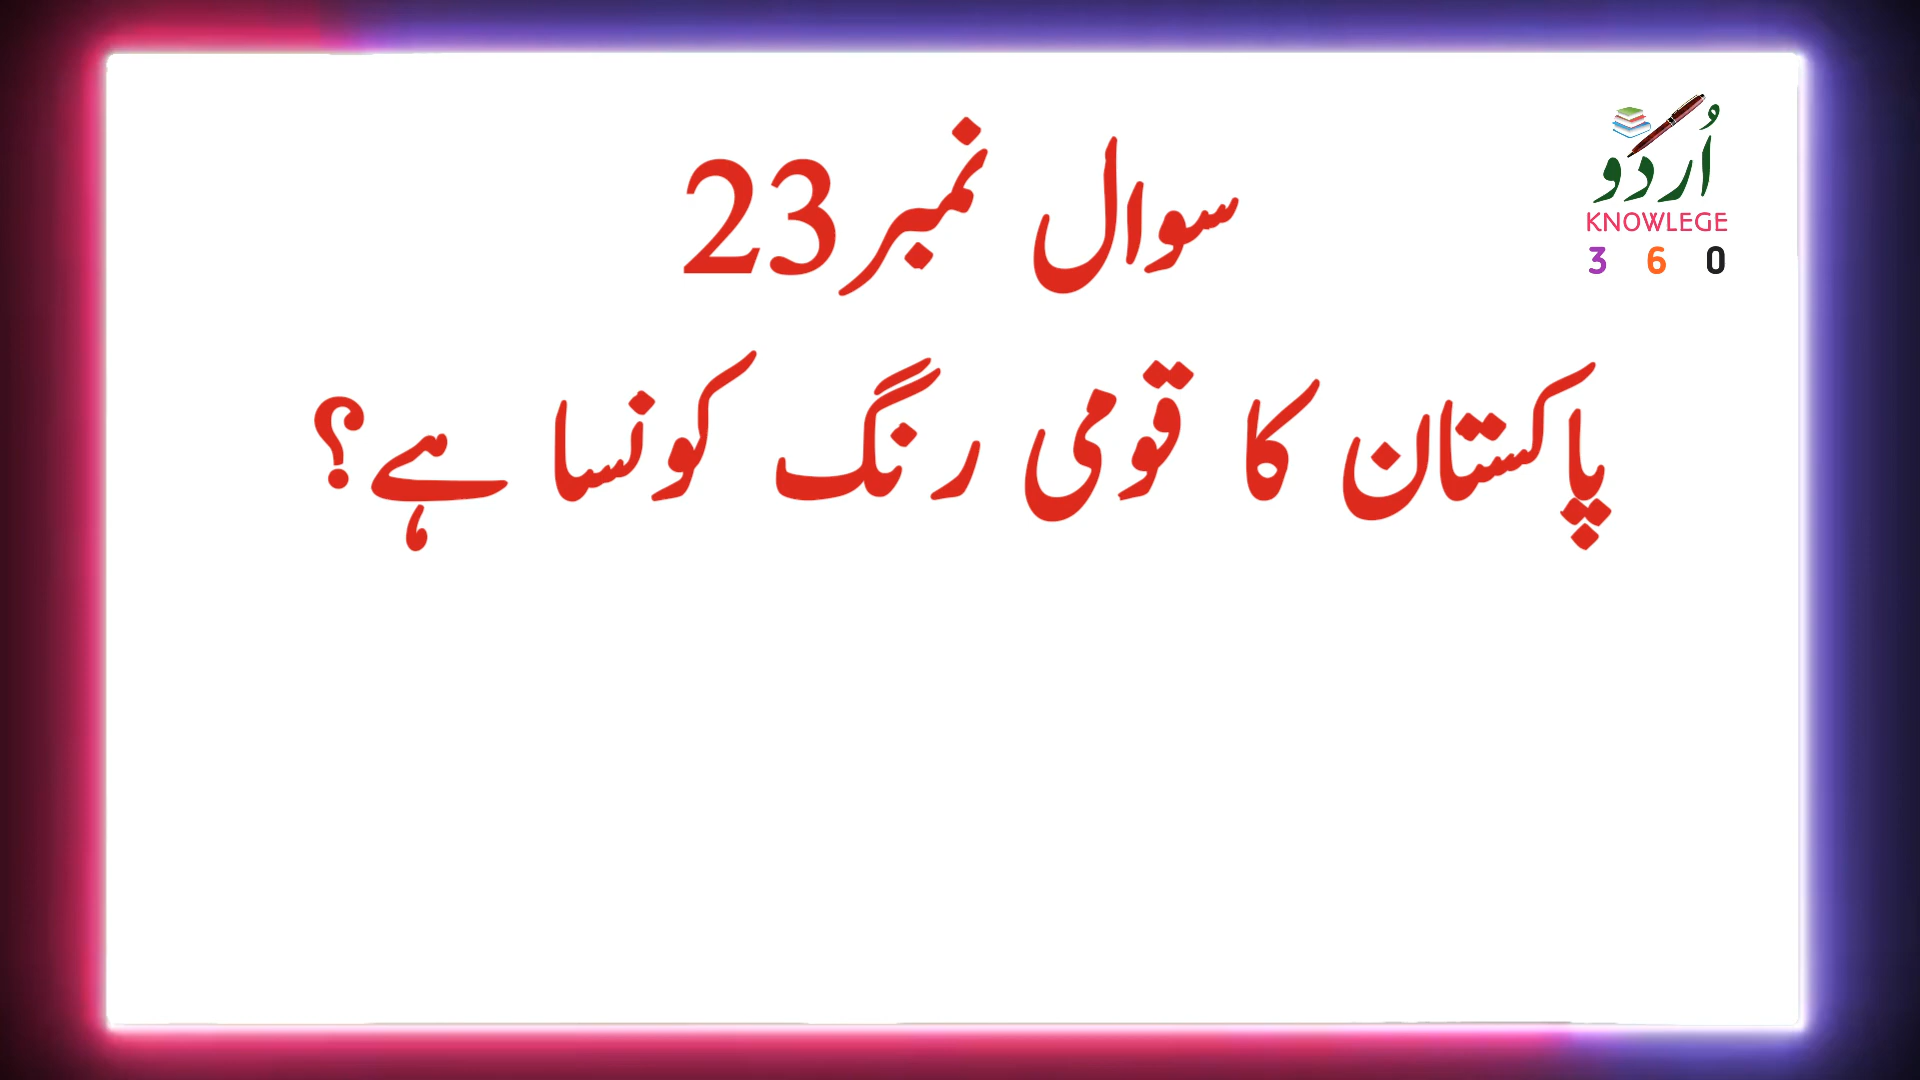 اُردو
KNOWLEGE
3 6 0
سوال نمبر23
پاکستان کا قومی رنگ کونسا ہے؟